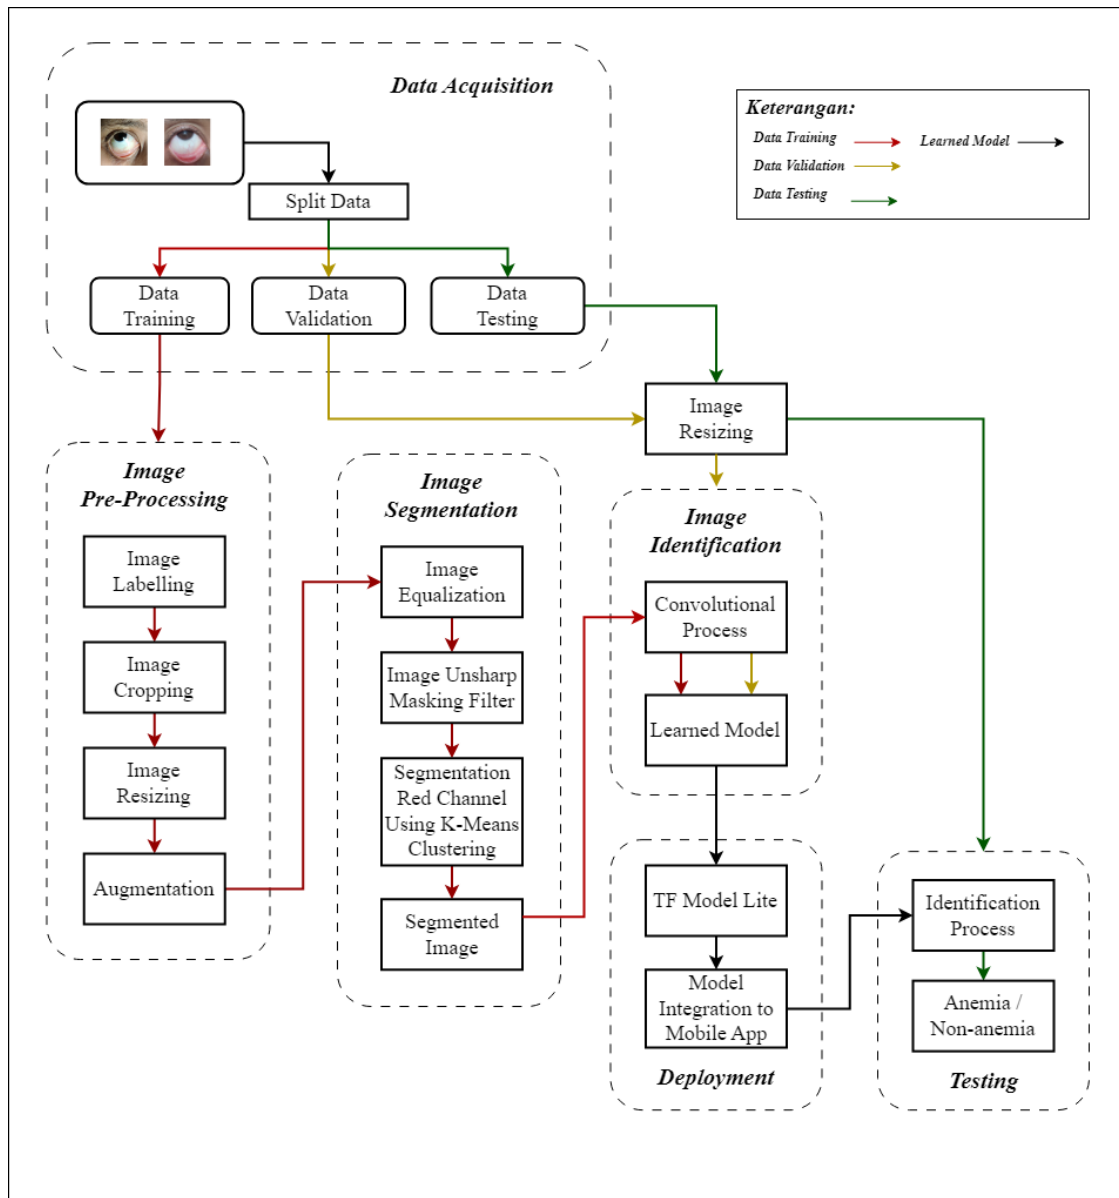 Data Acquisition
Split Data
Data
Training
Data
Validation
Data
Testing
Keterangan:
Data Training
Learned Model
Data Validation
Data Testing
Image
Resizing
Image
Pre-Processing
Image
Labelling
Image
Cropping
Image
Resizing
Augmentation
Image
Segmentation
Image
Equalization
Image Unsharp
Masking Filter
Segmentation
Red Channel
Using K-Means
Clustering
Segmented
Image
Image
Identification
Convolutional
Process
Learned Model
TF Model Lite
Model
Integration to
Mobile App
Deployment
Identification
Process
Anemia /
Non-anemia
Testing